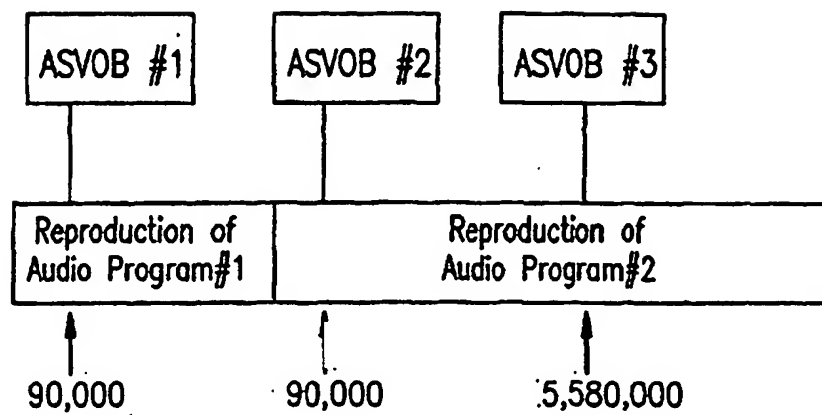 ASVOB #1
ASVOB #2
ASVOB #3
Reproduction of
Audio Program#1
Reproduction of
Audio Program#2
90,000
90,000
5,580,000